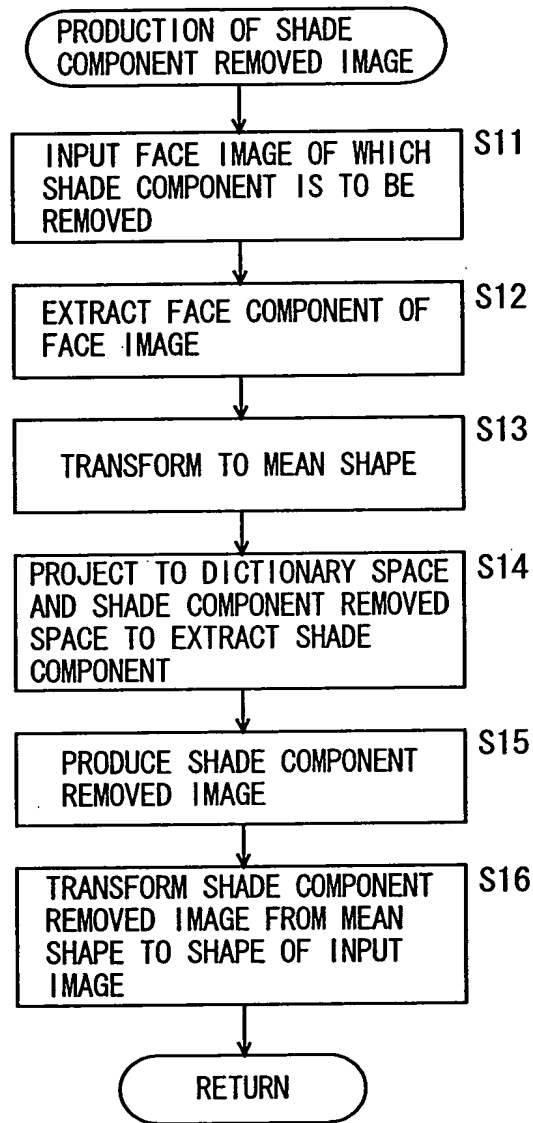 PRODUCTION OF SHADE
COMPONENT REMOVED IMAGE
INPUT FACE IMAGE OF WHICH
SHADE COMPONENT IS TO BE
REMOVED
S11
EXTRACT FACE COMPONENT OF
FACE IMAGE
S12
TRANSFORM TO MEAN SHAPE
S13
PROJECT TO DICTIONARY SPACE
AND SHADE COMPONENT REMOVED
SPACE TO EXTRACT SHADE
COMPONENT
S14
PRODUCE SHADE COMPONENT
REMOVED IMAGE
S15
TRANSFORM SHADE COMPONENT
REMOVED IMAGE FROM MEAN
SHAPE TO SHAPE OF INPUT
IMAGE
S16
RETURN